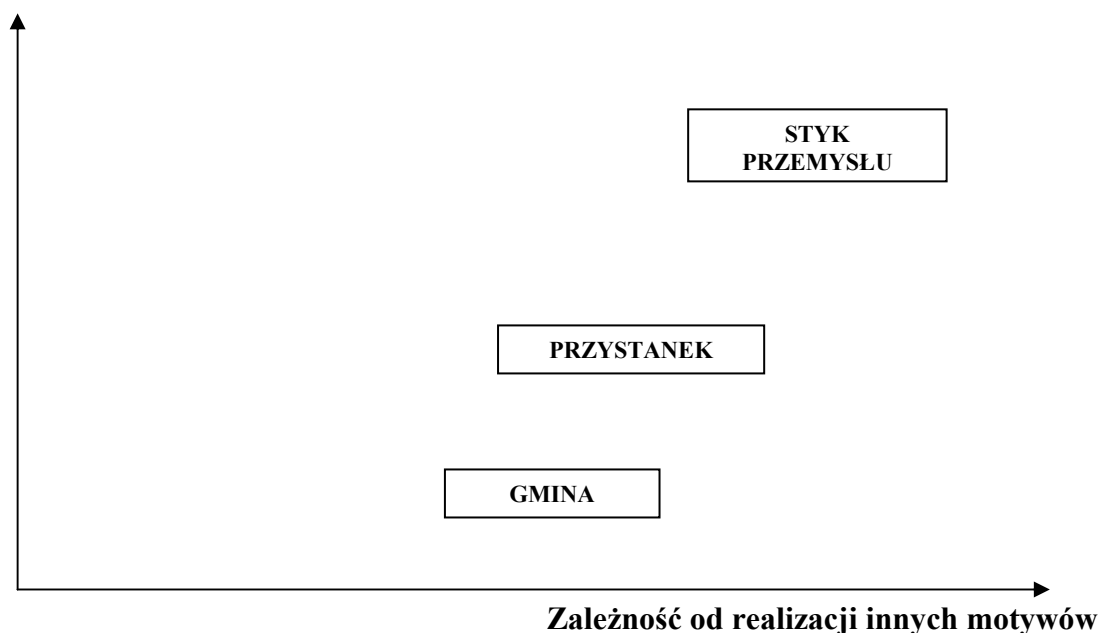 STYK
PRZEMYSŁU
PRZYSTANEK
GMINA
Zależność od realizacji innych motywów